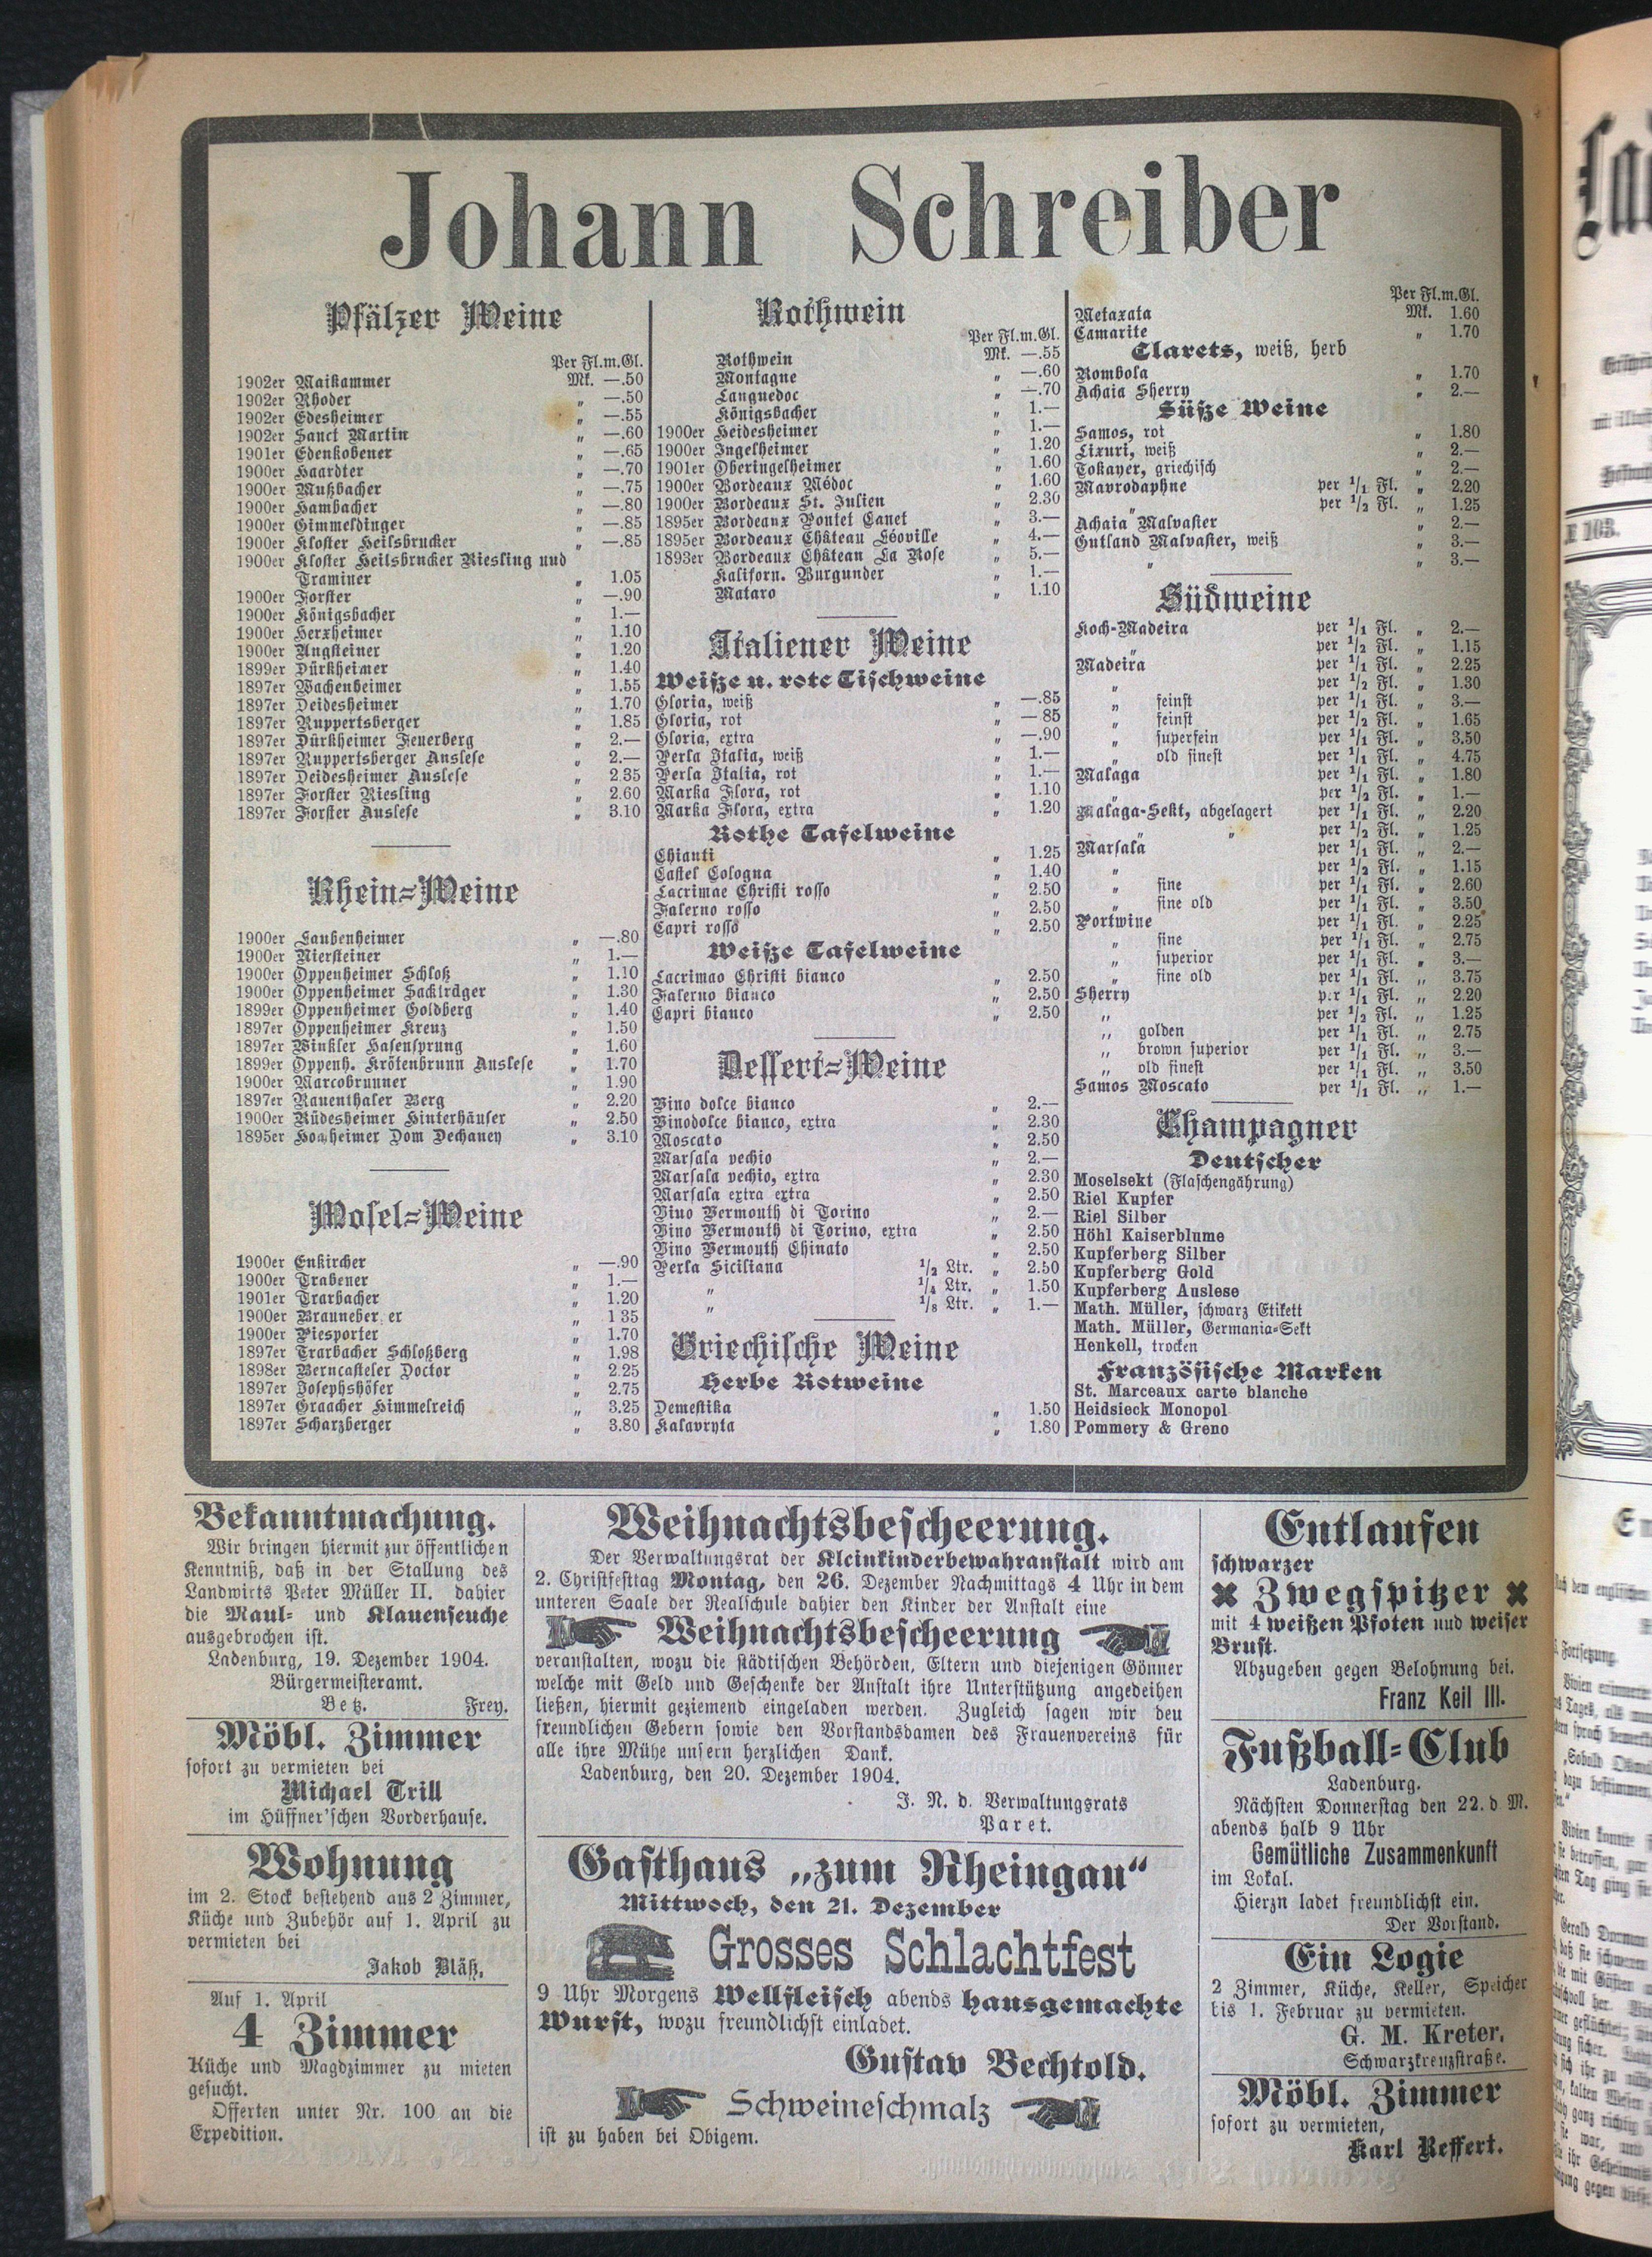 Johann Schreiber
Pfälzer Weine
Per Fl.m.Gl.
1902er Maikammer Mk. —.50
1902er Rhoder „ —.50
1902er Edesheimer „ —.55
1902er Sanct Martin „ —.60
1901er Edenkobener „ —.65
1900er Haardter „ —.70
1900er Mußbacher „ —.75
1900er Hambacher „ —.80
1900er Gimmeldinger „ —.85
1900er Kloster Heilsbrucker „ —.85
1900er Kloster Heilsbrucker Riesling und
Traminer „ 1.05
1900er Forster „ —.90
1900er Königsbacher „ 1.—
1900er Herxheimer „ 1.10
1900er Ungsteiner „ 1.20
1899er Dürkheimer „ 1.40
1897er Wachenheimer „ 1.55
1897er Deidesheimer „ 1.70
1897er Ruppertsberger „ 1.85
1897er Dürkheimer Feuerberg „ 2.—
1897er Ruppertsberger Auslese „ 2.—
1897er Deidesheimer Auslese „ 2.35
1897er Forster Riesling „ 2.60
1897er Forster Auslese „ 3.10
Rhein=Weine
1900er Laubenheimer „ —.80
1900er Niersteiner „ 1.—
1900er Oppenheimer Schloß „ 1.10
1900er Oppenheimer Sackträger „ 1.30
1899er Oppenheimer Goldberg „ 1.40
1897er Oppenheimer Kreuz „ 1.50
1897er Winkler Hasensprung „ 1.60
1899er Oppenh. Krötenbrunn Auslese „ 1.70
1900er Marcobrunner „ 1.90
1897er Rauenthaler Berg „ 2.20
1900er Rüdesheimer Hinterhäuser „ 2.50
1895er Hochheimer Dom Dechaney „ 3.10
Mosel=Weine
1900er Enkircher „ —.90
1900er Trabener „ 1.—
1901er Trarbacher „ 1.20
1900er Brauneber er „ 1 35
1900er Piesporter „ 1.70
1897er Trarbacher Schloßberg „ 1.98
1898er Berncasteler Doctor „ 2.25
1897er Josephshöfer „ 2.75
1897er Graacher Himmelreich „ 3.25
1897er Scharzberger „ 3.80
Rothwein
Per Fl.m.Gl.
Rothwein Mk. —.55
Montagne „ —.60
Languedoc „ —.70
Königsbacher „ 1.—
1900er Heidesheimer „ 1.—
1900er Ingelheimer „ 1.20
1901er Oberingelheimer „ 1.60
1900er Bordeaux Médoc „ 1.60
1900er Bordeaux St. Julien „ 2.30
1895er Bordeaux Pontet Canet „ 3.—
1895er Bordeaux Château Léoville „ 4.—
1893er Bordeaux Château La Rose „ 5.—
Kaliforn. Burgunder „ 1.—
Mataro „ 1.10
Italiener Weine
Weiße u. rote Tischweine
Gloria, weiß „ —.85
Gloria, rot „ — 85
Gloria, extra „ —.90
Perla Italia, weiß „ 1.—
Perla Italia, rot „ 1.—
Marka Flora, rot „ 1.10
Marka Flora, extra „ 1.20
Rothe Tafelweine
Chianti „ 1.25
Castel Cologna „ 1.40
Lacrimae Christi rosso „ 2.50
Falerno rosso „ 2.50
Capri rosso „ 2.50
Weiße Tafelweine
Lacrimao Christi bianco „ 2.50
Falerno bianco „ 2.50
Capri bianco „ 2.50
Dessert=Weine
Vino dolce bianco „ 2.—
Vinodolce bianco, extra „ 2.30
Moscato „ 2.50
Marsala vechio „ 2.—
Marsala vechio, extra „ 2.30
Marsala extra extra „ 2.50
Vino Vermouth di Torino „ 2.—
Vino Vermouth di Torino, extra „ 2.50
Vino Vermouth Chinato „ 2.50
Perla Siciliana 1/2 Ltr. „ 2.50
„ 1/4 Ltr. „ 1.50
„ 1/8 Ltr. „ 1.—
Griechische Weine
Herbe Rotweine
Demestika „ 1.50
Kalavryta „ 1.80
Per Fl.m.Gl.
Metaxata Mk. 1.60
Camarite „ 1.70
Clarets, weiß, herb
Rombola „ 1.70
Achaia Sherry „ 2.—
Süße Weine
Samos, rot „ 1.80
Lixuri, weiß „ 2.—
Tokayer, griechisch „ 2.—
Mavrodaphne per 1/1 Fl. „ 2.20
„ per 1/2 Fl. „ 1.25
Achaia Malvasier „ 2.—
Gutland Malvasier, weiß „ 3.—
„ „ 3.—
Südweine
Koch-Madeira per 1/1 Fl. „ 2.—
„ per 1/2 Fl. „ 1.15
Madeira per 1/1 Fl. „ 2.25
„ per 1/2 Fl. „ 1.30
„ feinst per 1/1 Fl. „ 3.—
„ feinst per 1/2 Fl. „ 1.65
„ superfein per 1/1 Fl. „ 3.50
„ old finest per 1/1 Fl. „ 4.75
Malaga per 1/1 Fl. „ 1.80
„ per 1/2 Fl. „ 1.—
Malaga-Sekt, abgelagert per 1/1 Fl. „ 2.20
„ „ per 1/2 Fl. „ 1.25
Marsala per 1/1 Fl. „ 2.—
„ per 1/2 Fl. „ 1.15
„ fine per 1/1 Fl. „ 2.60
„ fine old per 1/1 Fl. „ 3.50
Portwine per 1/1 Fl. „ 2.25
„ fine per 1/1 Fl. „ 2.75
„ superior per 1/1 Fl. „ 3.—
„ fine old per 1/1 Fl. „ 3.75
Sherry per 1/1 Fl. „ 2.20
„ per 1/2 Fl. „ 1.25
„ golden per 1/1 Fl. „ 2.75
„ brown superior per 1/1 Fl. „ 3.—
„ old finest per 1/1 Fl. „ 3.50
Samos Moscato per 1/1 Fl. „ 1.—
Champagner
Deutscher
Moselsekt (Flaschengährung)
Riel Kupfer
Riel Silber
Höhl Kaiserblume
Kupferberg Silber
Kupferberg Gold
Kupferberg Auslese
Math. Müller, schwarz Etikett
Math. Müller, Germania=Sekt
Henkell, trocken
Französische Marken
St. Marceaux carte blanche
Heidsieck Monopol
Pommery & Greno
Bekanntmachung.
Wir bringen hiermit zur öffentlichen
Kenntniß, daß in der Stallung des
Landwirts Peter Müller II. dahier
die Maul= und Klauenseuche
ausgebrochen ist.
Ladenburg, 19. Dezember 1904.
Bürgermeisteramt.
Betz. Frey.
Möbl. Zimmer
sofort zu vermieten bei
Michael Trill
im Hüffner'schen Vorderhause.
Wohnung
im 2. Stock bestehend aus 2 Zimmer,
Küche und Zubehör auf 1. April zu
vermieten bei
Jakob Bläß.
Auf 1. April
4 Zimmer
Küche und Magdzimmer zu mieten
gesucht.
Offerten unter Nr. 100 an die
Expedition.
Weihnachtsbescheerung.
Der Verwaltungsrat der Kleinkinderbewahranstalt wird am
2. Christfesttag Montag, den 26. Dezember Nachmittags 4 Uhr in dem
unteren Saale der Realschule dahier den Kinder der Anstalt eine
Weihnachtsbescheerung
veranstalten, wozu die städtischen Behörden, Eltern und diejenigen Gönner
welche mit Geld und Geschenke der Anstalt ihre Unterstützung angedeihen
ließen, hiermit geziemend eingeladen werden. Zugleich sagen wir den
freundlichen Gebern sowie den Vorstandsdamen des Frauenvereins für
alle ihre Mühe unsern herzlichen Dank.
Ladenburg, den 20. Dezember 1904.
J. N. d. Verwaltungsrats
Paret.
Gasthaus „zum Rheingau“
Mittwoch, den 21. Dezember
Grosses Schlachtfest
9 Uhr Morgens Wellfleisch abends hausgemachte
Wurst, wozu freundlichst einladet.
Gustav Bechtold.
Schweineschmalz
ist zu haben bei Obigem.
Entlaufen
schwarzer
Zwegspitzer
mit 4 weißen Pfoten und weiser
Brust.
Abzugeben gegen Belohnung bei.
Franz Keil III.
Fußball=Club
Ladenburg.
Nächsten Donnerstag den 22. d M.
abends halb 9 Uhr
Gemütliche Zusammenkunft
im Lokal.
Hierzn ladet freundlichst ein.
Der Vorstand.
Ein Logie
2 Zimmer, Küche, Keller, Speicher
bis 1. Februar zu vermieten.
G. M. Kreter,
Schwarzkreuzstraße.
Möbl. Zimmer
sofort zu vermieten,
Karl Reffert.
№ 103.